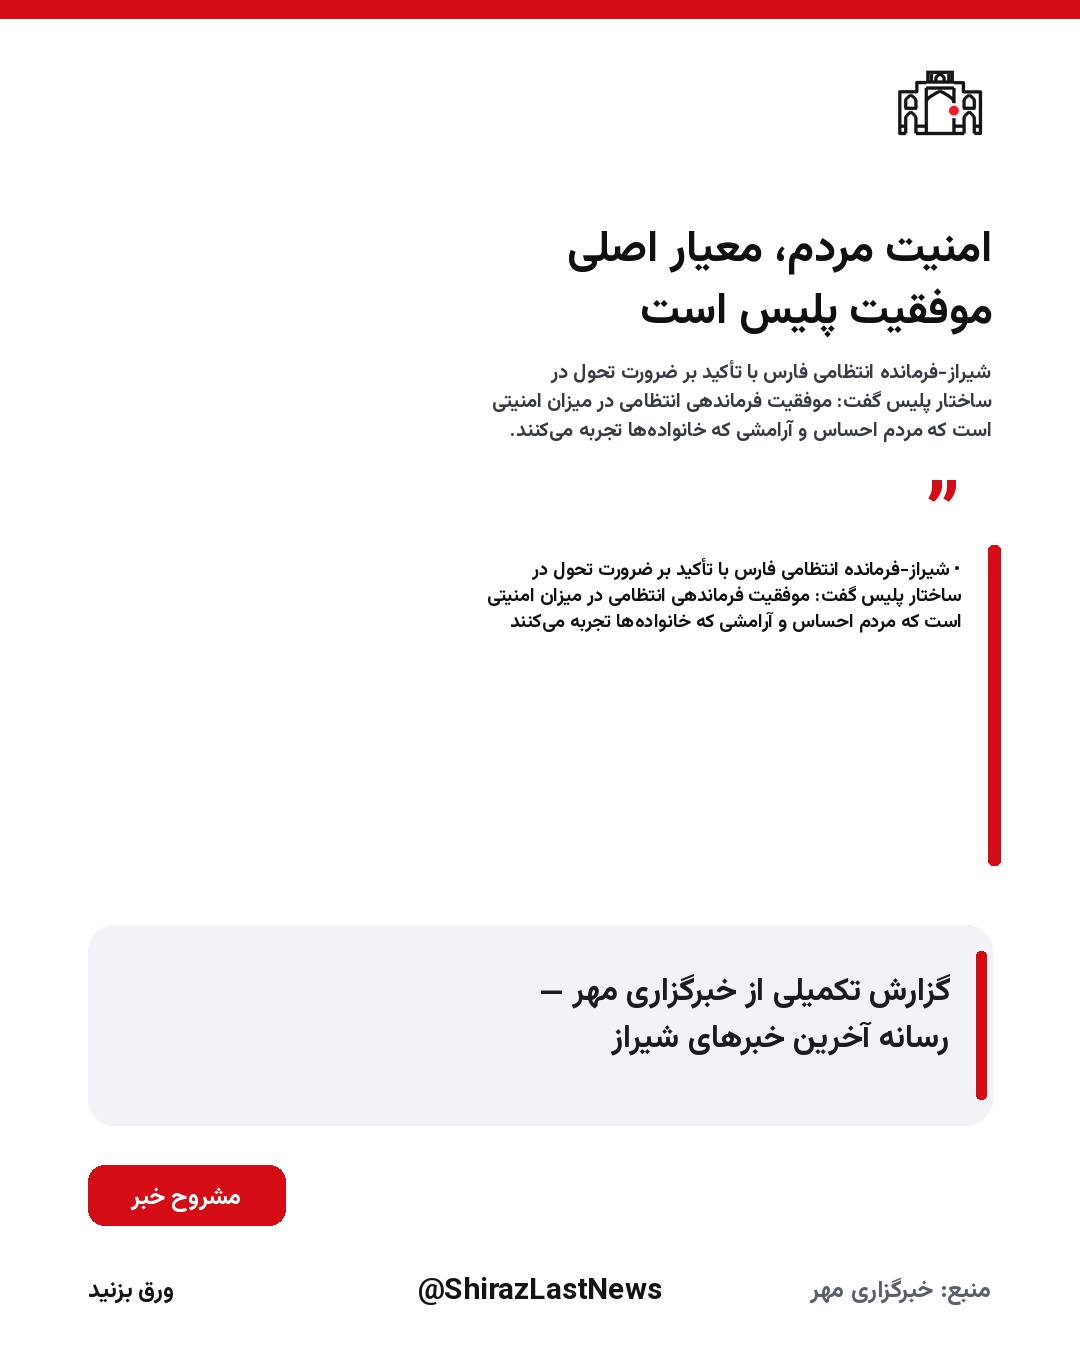 امنیت مردم، معیار اصلی
موفقیت پلیس است
شیراز-فرمانده انتظامی فارس با تأکید بر ضرورت تحول در
ساختار پلیس گفت: موفقیت فرماندهی انتظامی در میزان امنیتی
است که مردم احساس و آرامشی که خانواده‌ها تجربه می‌کنند.
”
• شیراز-فرمانده انتظامی فارس با تأکید بر ضرورت تحول در
ساختار پلیس گفت: موفقیت فرماندهی انتظامی در میزان امنیتی
است که مردم احساس و آرامشی که خانواده‌ها تجربه می‌کنند
گزارش تکمیلی از خبرگزاری مهر —
رسانه آخرین خبرهای شیراز
مشروح خبر
منبع: خبرگزاری مهر
@ShirazLastNews
ورق بزنید